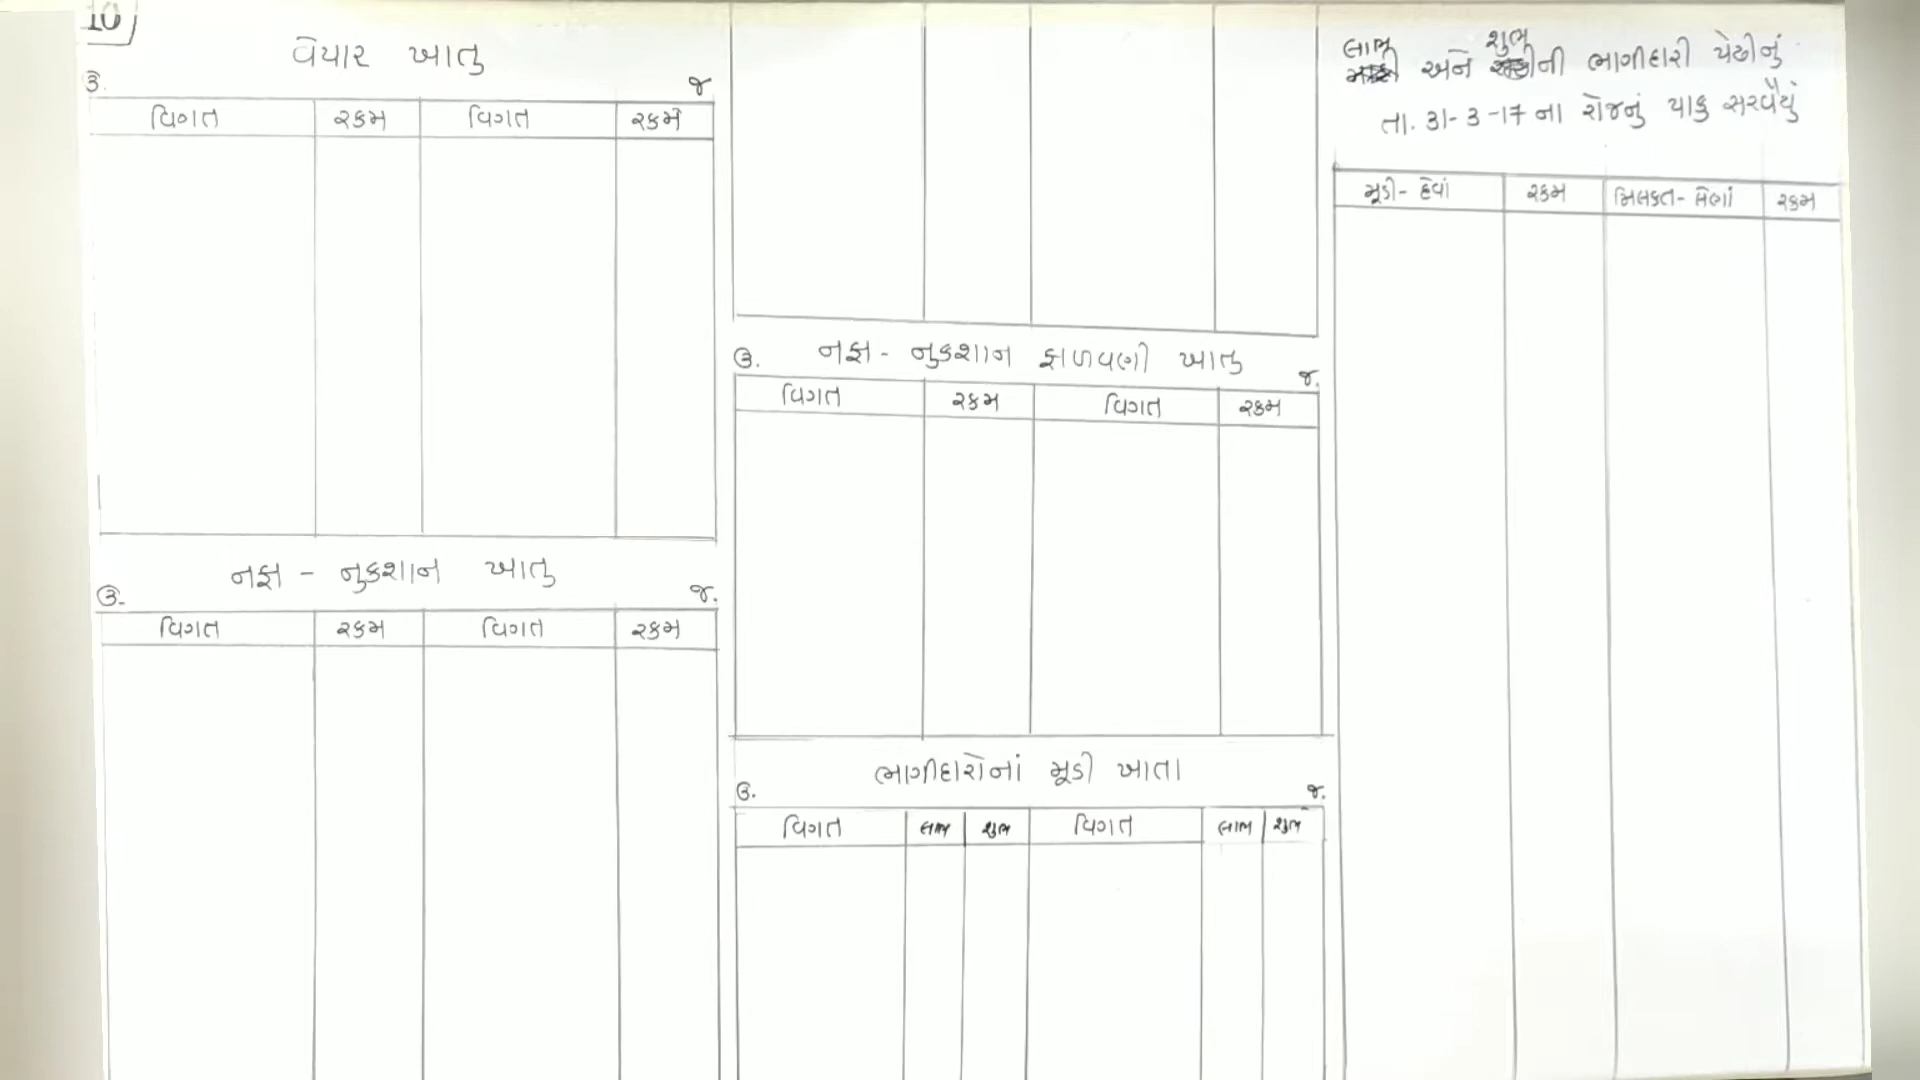 10
વેપાર ખાતુ
ઉ. જ
વિગત રકમ વિગત રકમ
નફા - નુકશાન ખાતુ
ઉ. જ.
વિગત રકમ વિગત રકમ
નફા - નુકશાન ફાળવણી ખાતુ
ઉ. જ.
વિગત રકમ વિગત રકમ
ભાગીદારોનાં મૂડી ખાતા
ઉ. જ.
વિગત લાભ શુભ વિગત લાભ શુભ
લાભ શુભ
અને ની ભાગીદારી પેઢીનું
તા. 31-3-17 ના રોજનું પાકુ સરવૈયું
મૂડી- દેવાં રકમ મિલકત- લેણાં રકમ